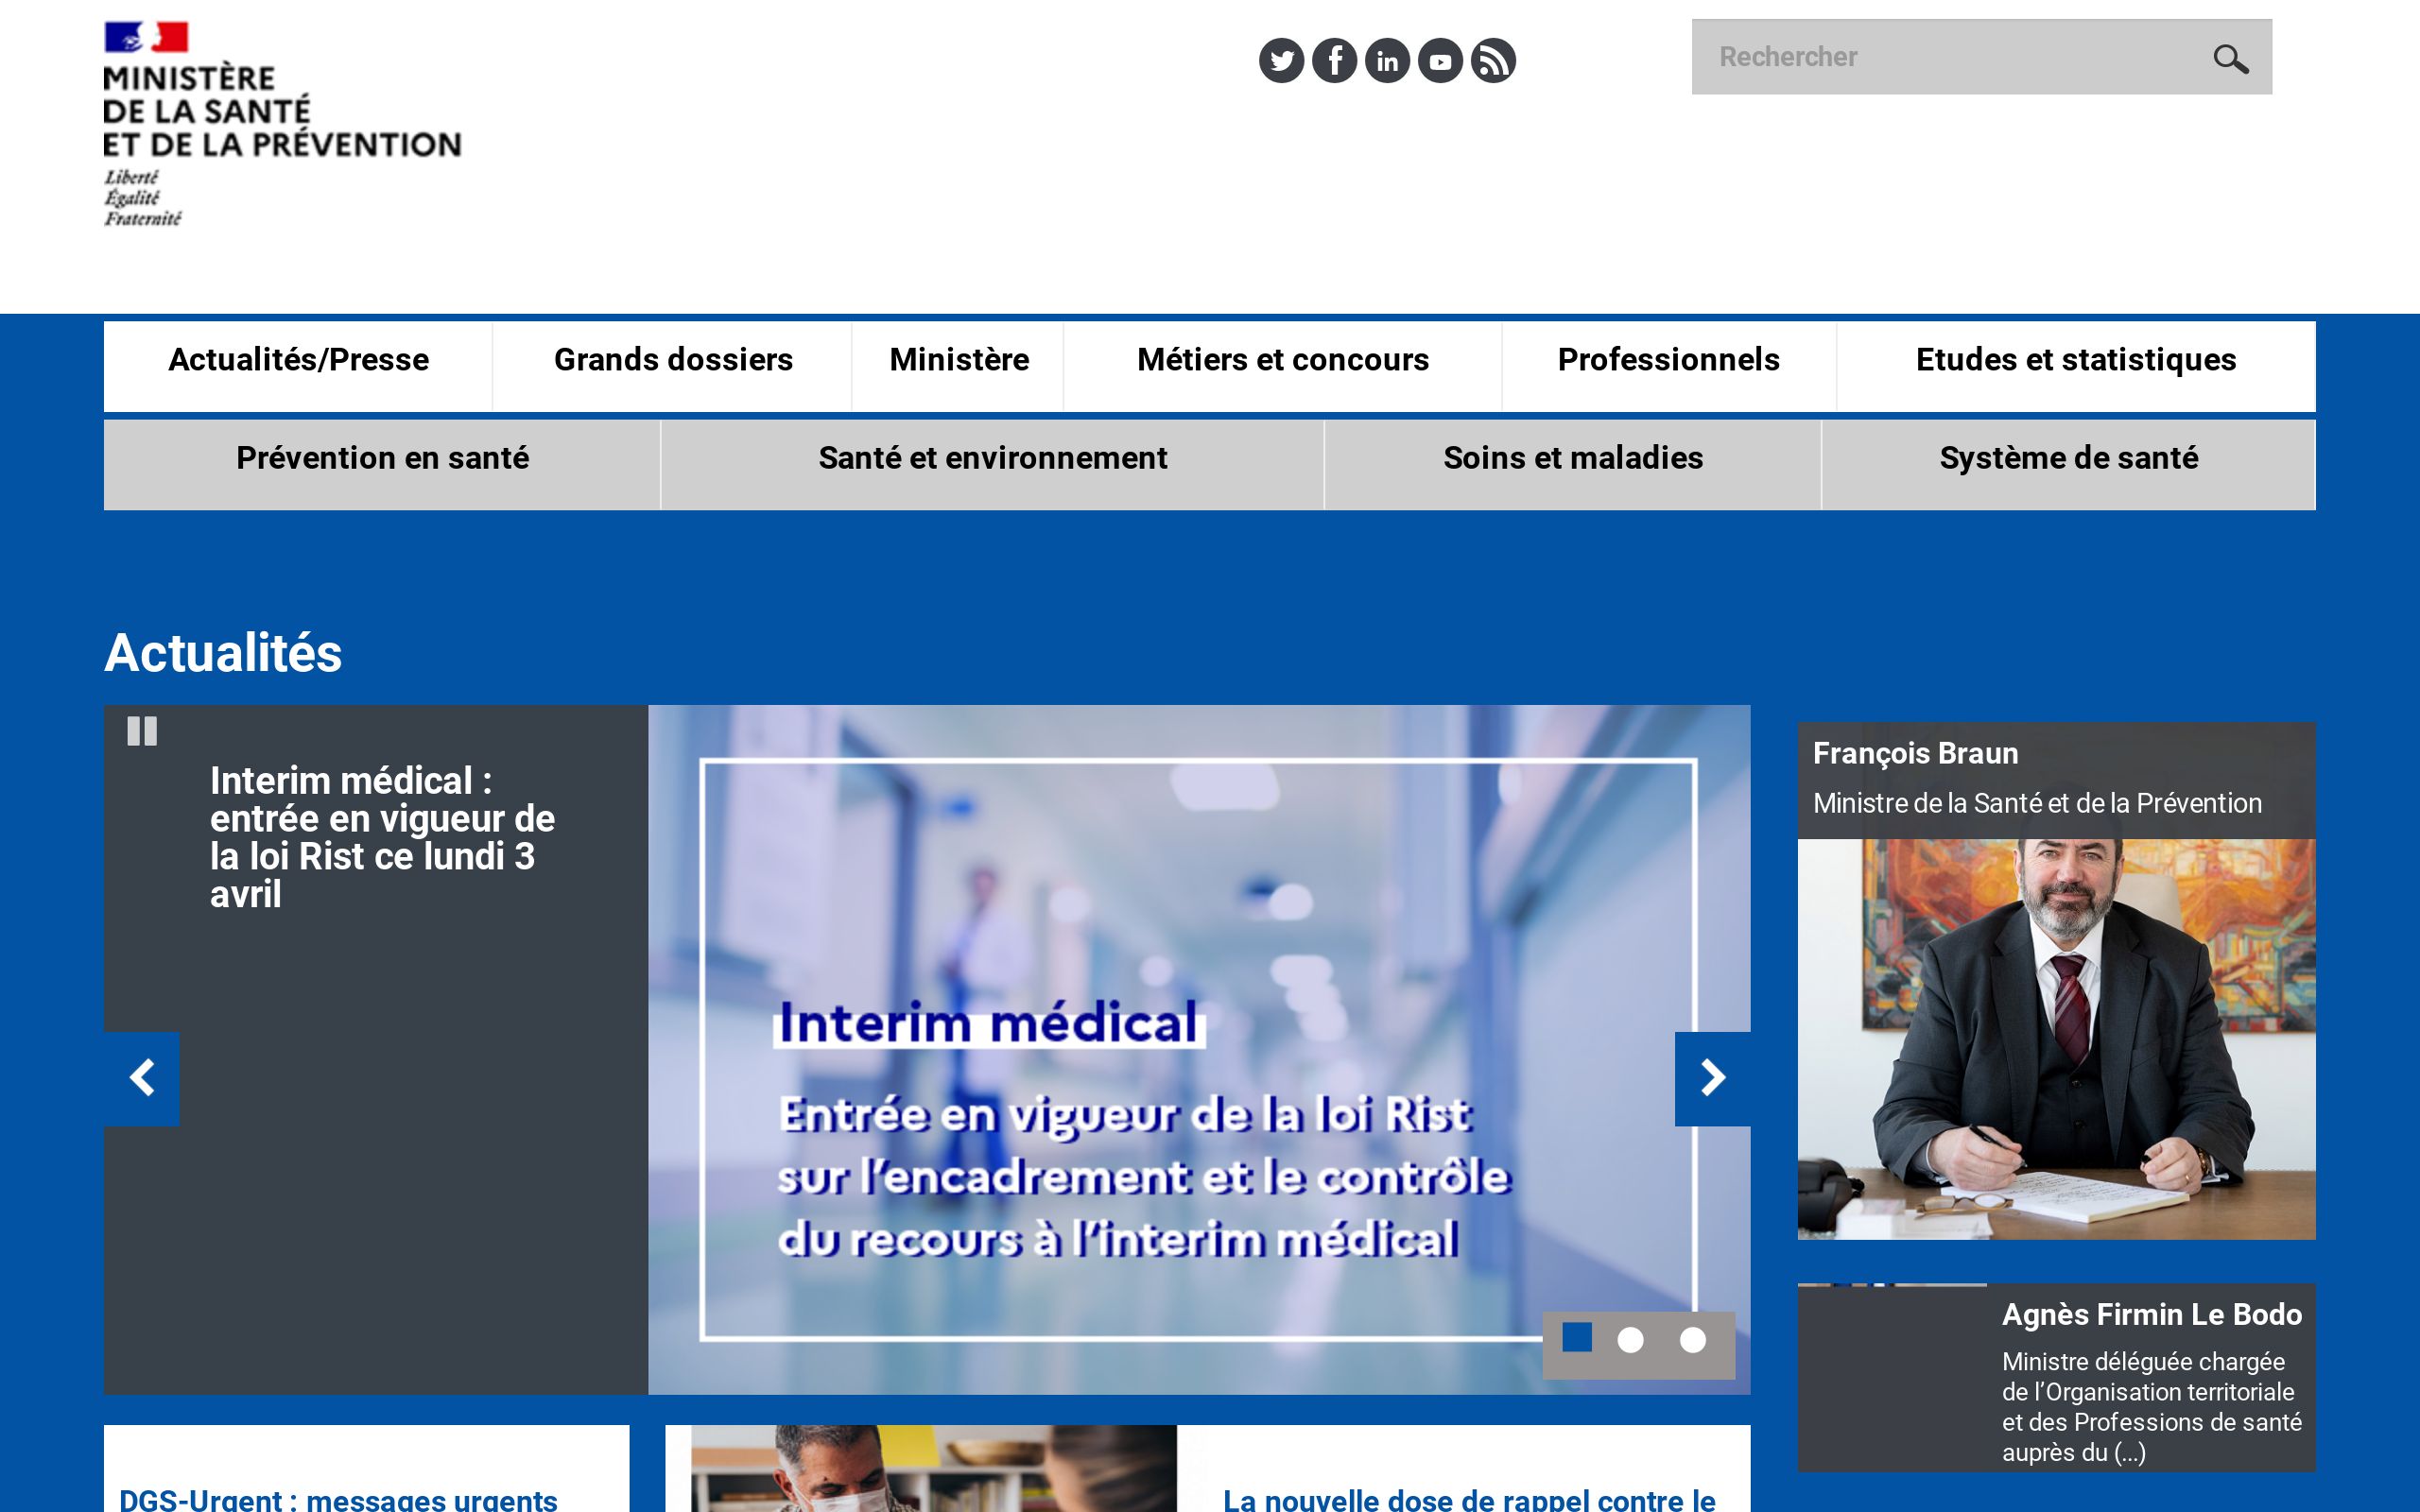 MINISTÈRE
DE LA SANTÉ
ET DE LA PRÉVENTION
Liberté
Égalité
Fraternité
Rechercher
Actualités/Presse
Grands dossiers
Ministère
Métiers et concours
Professionnels
Etudes et statistiques
Prévention en santé
Santé et environnement
Soins et maladies
Système de santé
Actualités
Interim médical :
entrée en vigueur de
la loi Rist ce lundi 3
avril
Interim médical
Entrée en vigueur de la loi Rist
sur l'encadrement et le contrôle
du recours à l'interim médical
François Braun
Ministre de la Santé et de la Prévention
Agnès Firmin Le Bodo
Ministre déléguée chargée
de l’Organisation territoriale
et des Professions de santé
auprès du (...)
DGS-Urgent : messages urgents
La nouvelle dose de rappel contre le